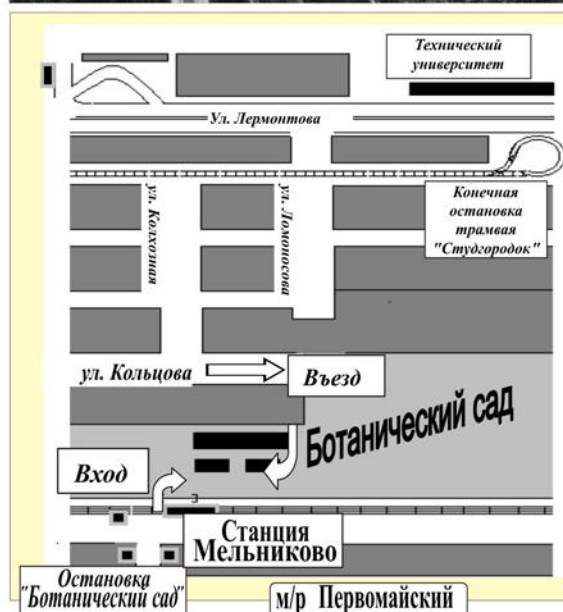 Технический
университет
Ул. Лермонтова
ул. Колхозная
ул. Ломоносова
Конечная
остановка
трамвая
"Студгородок"
ул. Кольцова
Въезд
Ботанический сад
Вход
Станция
Мельниково
Остановка
"Ботанический сад"
м/р Первомайский